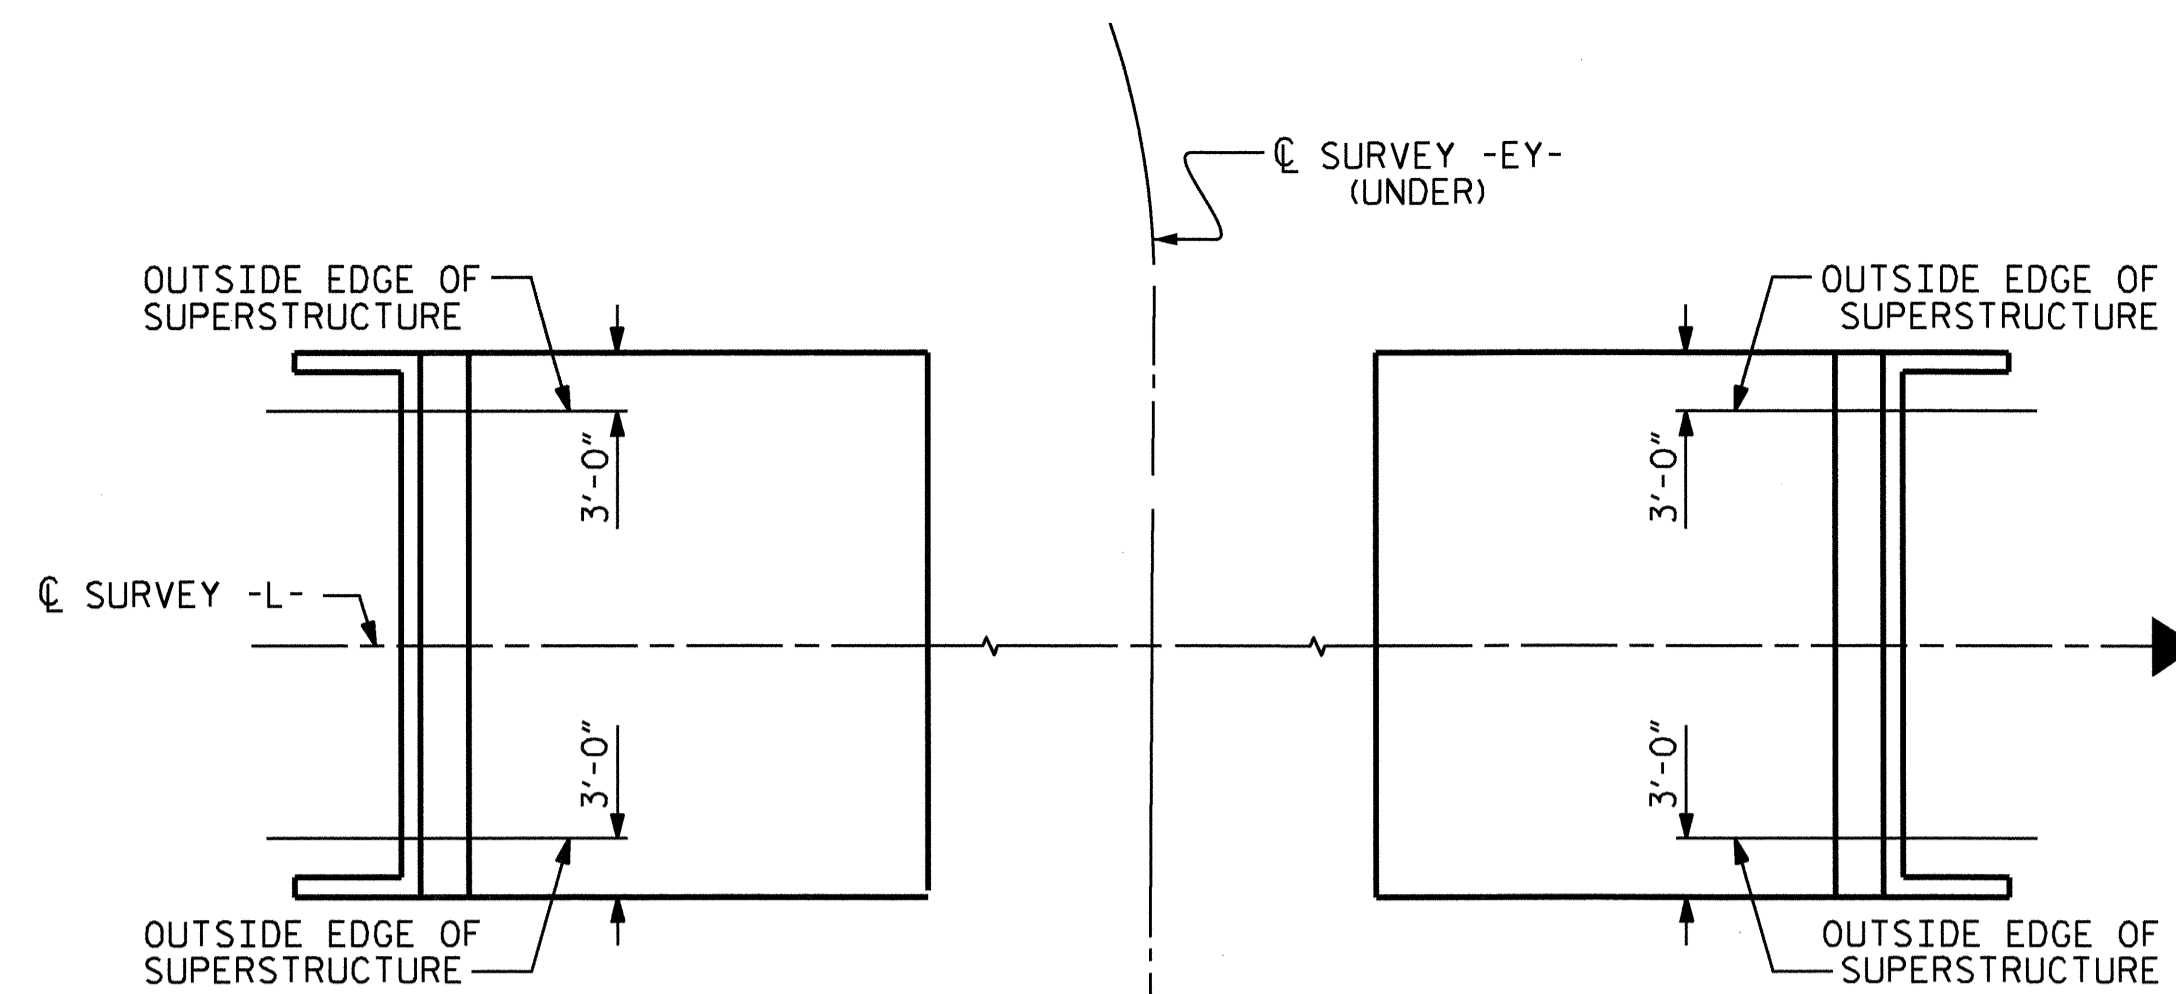 ℄ SURVEY -EY-
(UNDER)
OUTSIDE EDGE OF
SUPERSTRUCTURE
OUTSIDE EDGE OF
SUPERSTRUCTURE
3'-0"
3'-0"
℄ SURVEY -L-
3'-0"
3'-0"
OUTSIDE EDGE OF
SUPERSTRUCTURE
OUTSIDE EDGE OF
SUPERSTRUCTURE